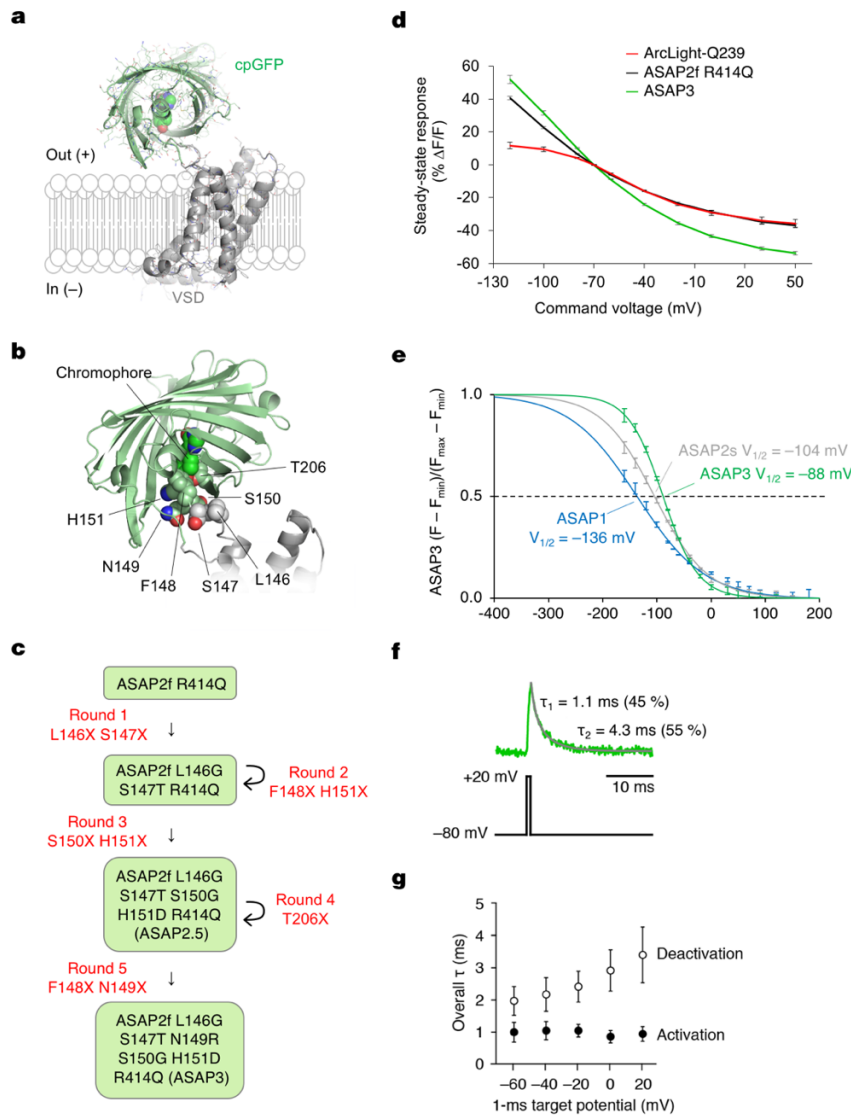 a
cpGFP
Out (+)
In (–)
VSD
b
Chromophore
T206
S150
H151
N149
F148
S147
L146
c
ASAP2f R414Q
Round 1
L146X S147X
ASAP2f L146G
S147T R414Q
Round 2
F148X H151X
Round 3
S150X H151X
ASAP2f L146G
S147T S150G
H151D R414Q
(ASAP2.5)
Round 4
T206X
Round 5
F148X N149X
ASAP2f L146G
S147T N149R
S150G H151D
R414Q (ASAP3)
d
ArcLight-Q239
ASAP2f R414Q
ASAP3
Steady-state response
(% ΔF/F)
60
40
20
0
-20
-40
-60
-130 -100 -70 -40 -10 20 50
Command voltage (mV)
e
ASAP3 (F – Fmin)/(Fmax – Fmin)
1.0
0.5
0.0
ASAP2s V1/2 = –104 mV
ASAP3 V1/2 = –88 mV
ASAP1
V1/2 = –136 mV
-400 -300 -200 -100 0 100 200
f
τ1 = 1.1 ms (45 %)
τ2 = 4.3 ms (55 %)
+20 mV
10 ms
–80 mV
g
Overall τ (ms)
5
4
3
2
1
0
Deactivation
Activation
–60 –40 –20 0 20
1-ms target potential (mV)